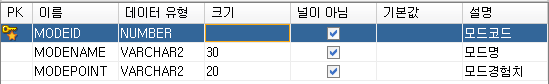 PK 이름 데이터 유형 크기 널이 아님 기본값 설명
MODEID NUMBER 모드코드
MODENAME VARCHAR2 30 모드명
MODEPOINT VARCHAR2 20 모드경험치